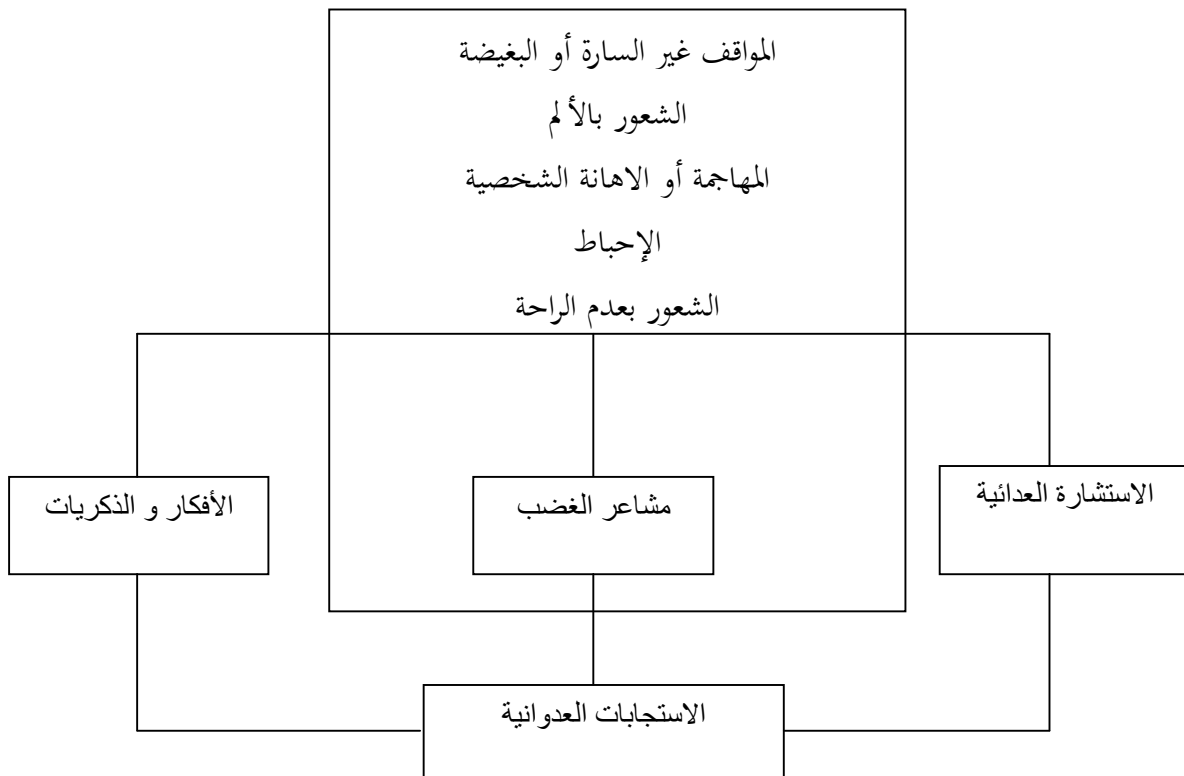 المواقف غير السارة أو البغيضة
الشعور بالألم
المهاجمة أو الاهانة الشخصية
الإحباط
الشعور بعدم الراحة
الاستشارة العدائية
مشاعر الغضب
الأفكار و الذكريات
الاستجابات العدوانية